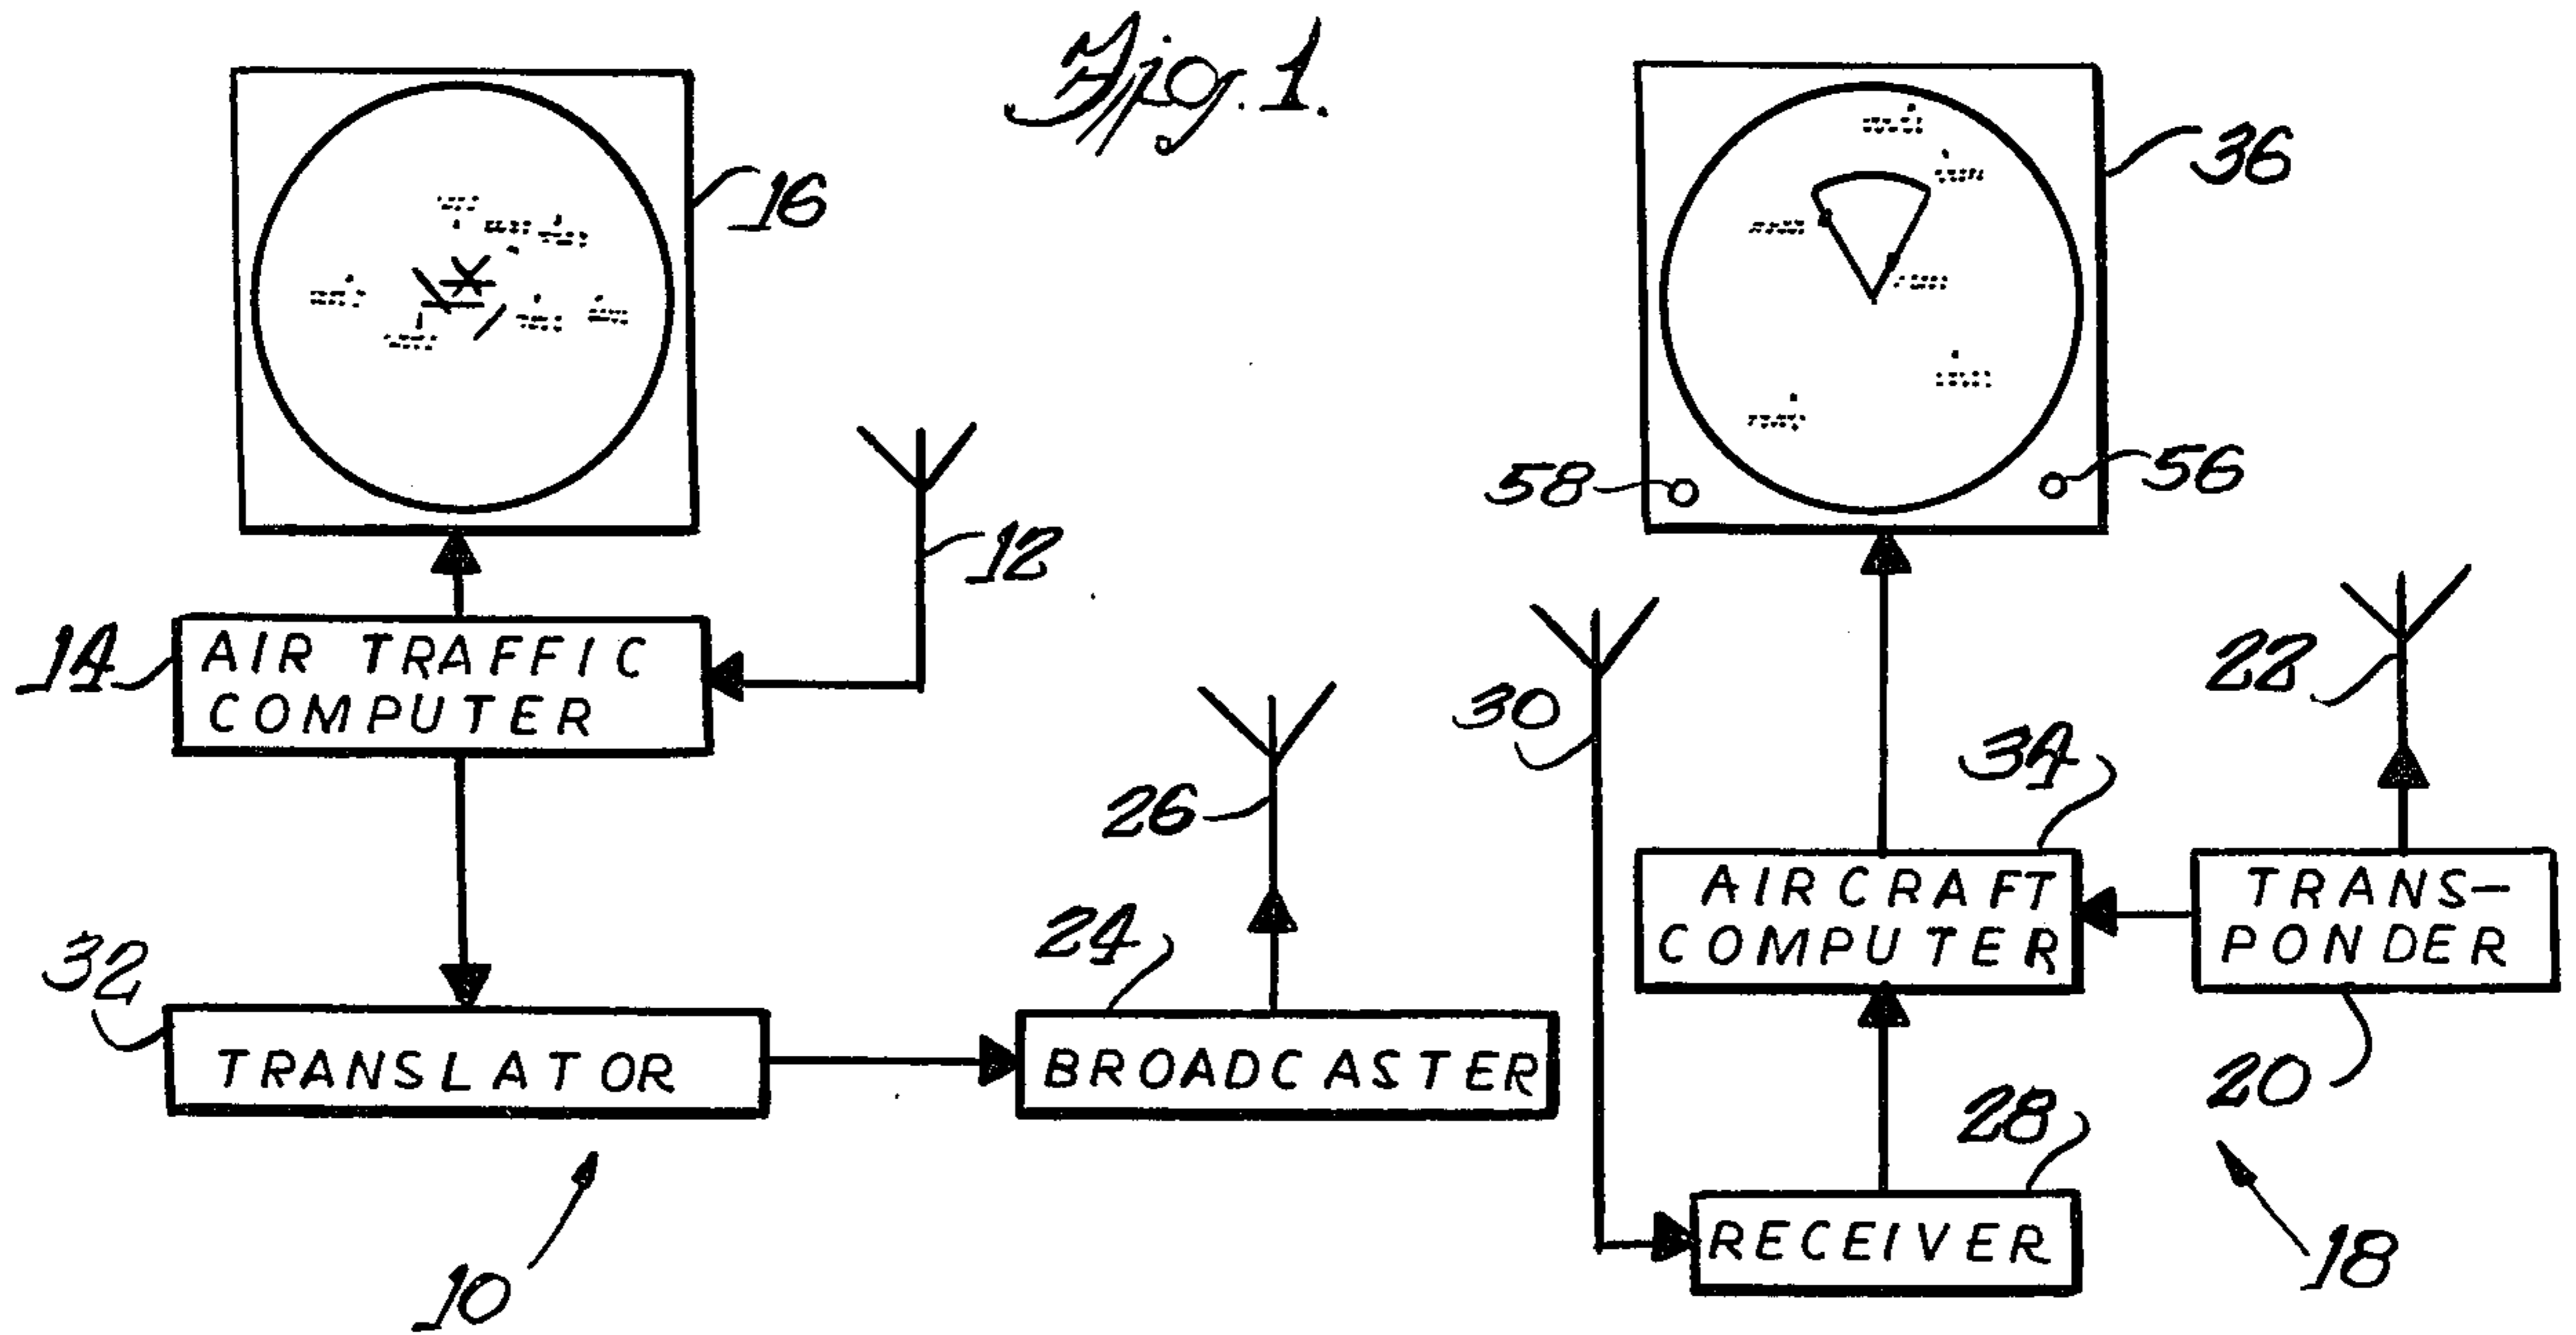 Fig. 1.
16
36
58
56
12
14
AIR TRAFFIC
COMPUTER
30
22
26
34
24
AIRCRAFT
COMPUTER
TRANS-
PONDER
32
TRANSLATOR
BROADCASTER
20
28
RECEIVER
10
18